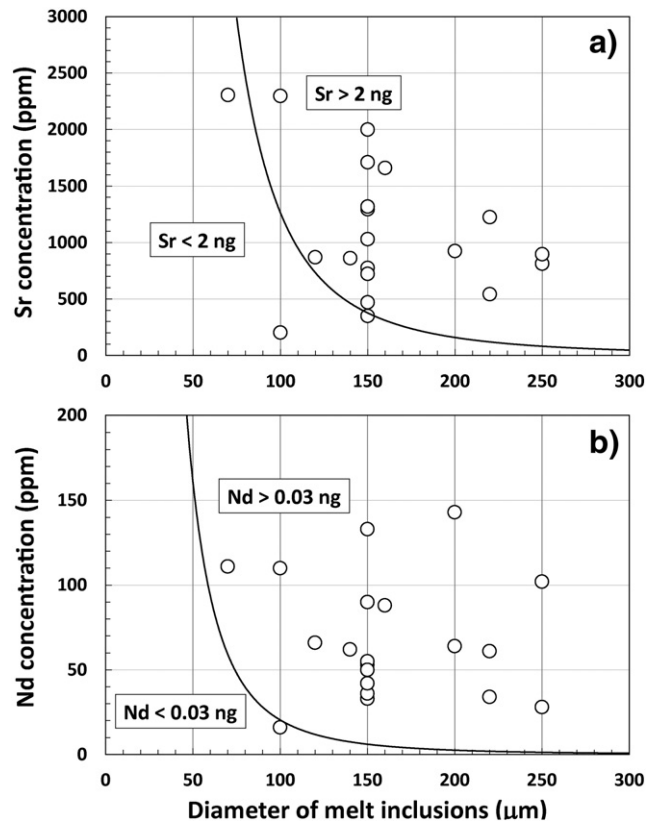 a)
3000
2500
2000
1500
1000
500
0
Sr concentration (ppm)
Sr > 2 ng
Sr < 2 ng
0 50 100 150 200 250 300
b)
200
150
100
50
0
Nd concentration (ppm)
Nd > 0.03 ng
Nd < 0.03 ng
0 50 100 150 200 250 300
Diameter of melt inclusions (μm)